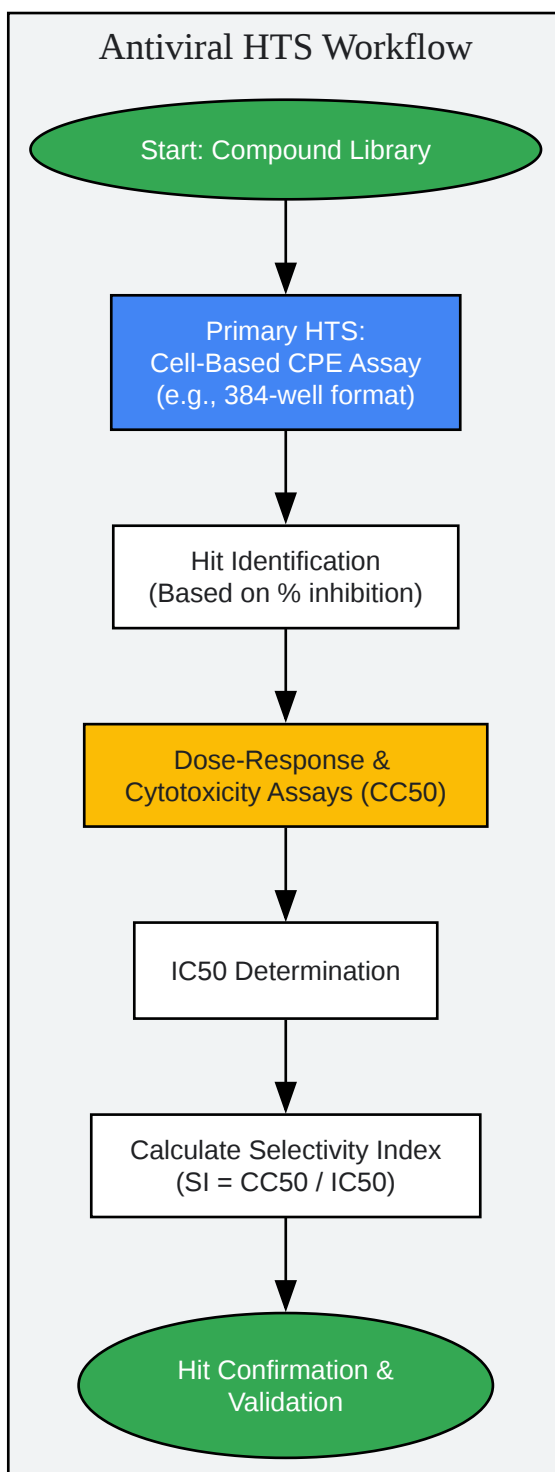 Antiviral HTS Workflow
Start: Compound Library
Primary HTS:
Cell-Based CPE Assay
(e.g., 384-well format)
Hit Identification
(Based on % inhibition)
Dose-Response &
Cytotoxicity Assays (CC50)
IC50 Determination
Calculate Selectivity Index
(SI = CC50 / IC50)
Hit Confirmation &
Validation